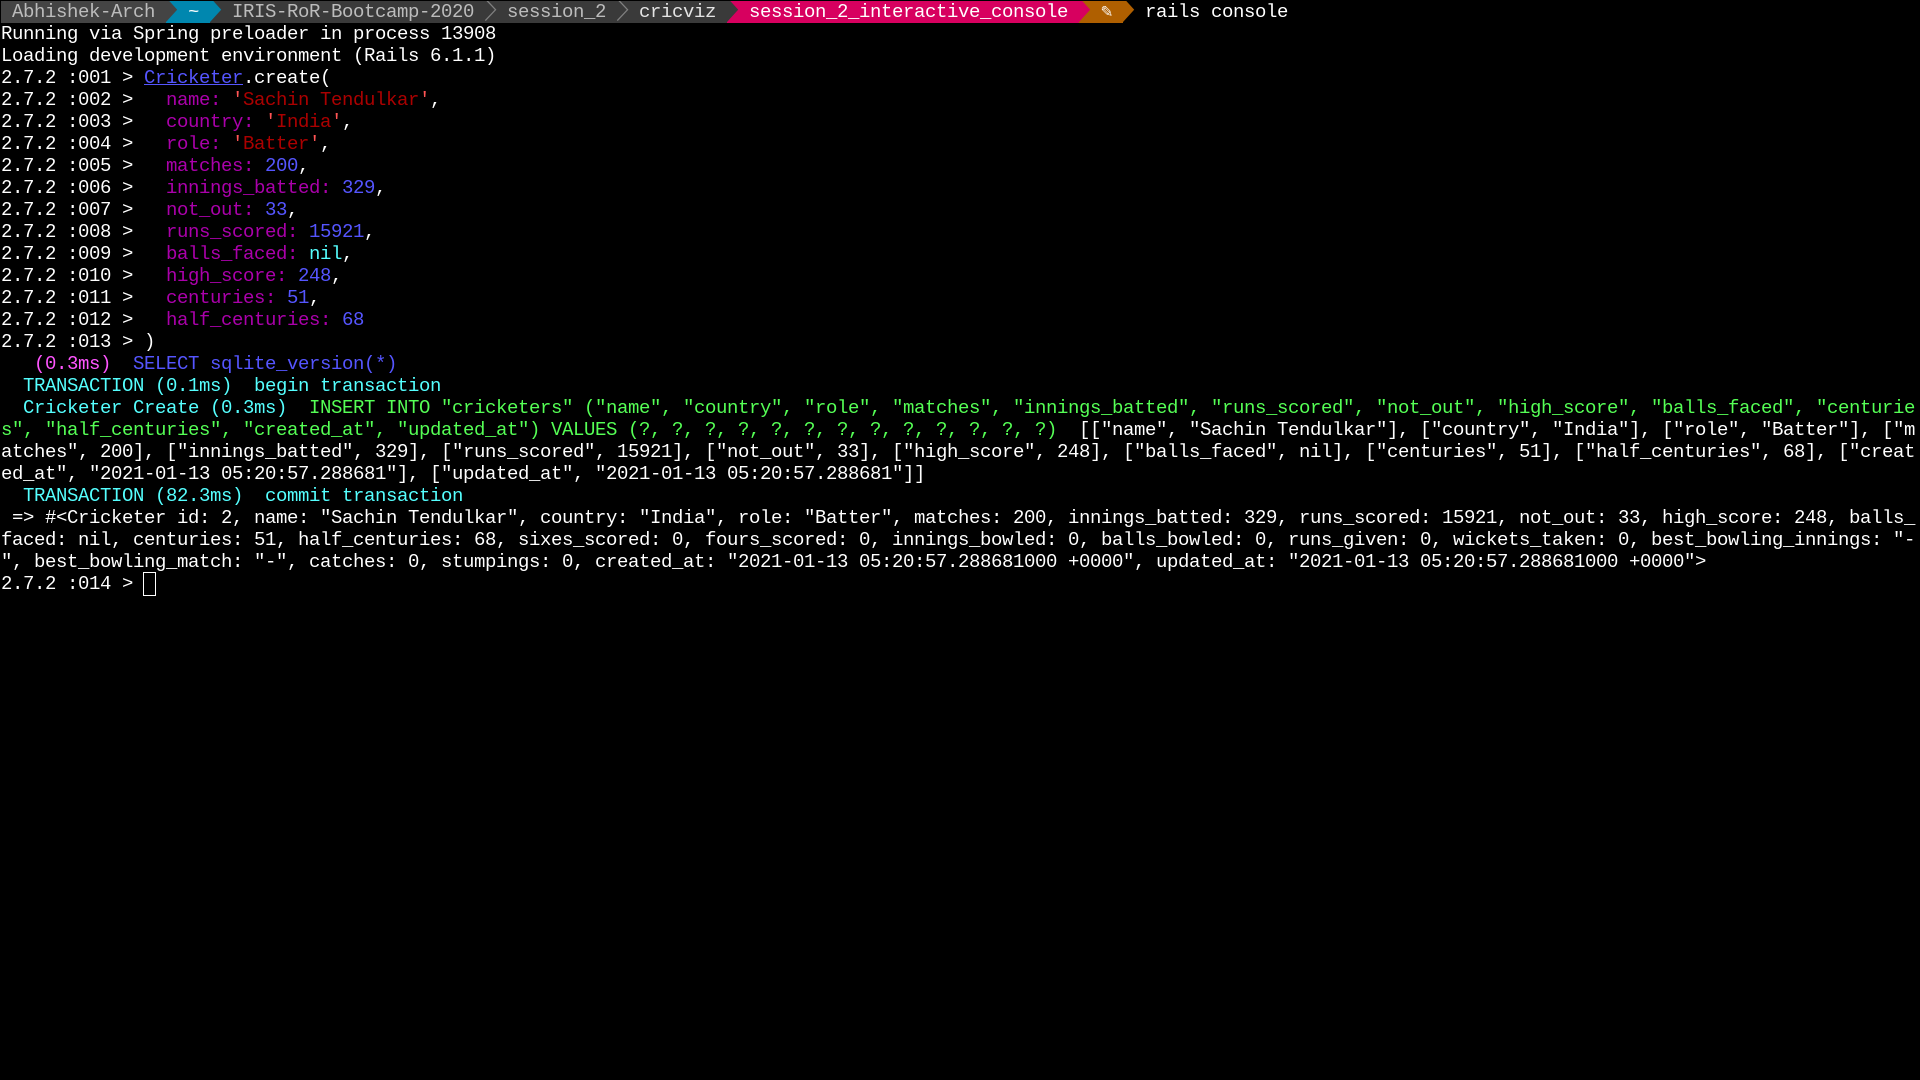 Abhishek-Arch ~ IRIS-RoR-Bootcamp-2020 session_2 cricviz session_2_interactive_console ✎ rails console
Running via Spring preloader in process 13908
Loading development environment (Rails 6.1.1)
2.7.2 :001 > Cricketer.create(
2.7.2 :002 >   name: 'Sachin Tendulkar',
2.7.2 :003 >   country: 'India',
2.7.2 :004 >   role: 'Batter',
2.7.2 :005 >   matches: 200,
2.7.2 :006 >   innings_batted: 329,
2.7.2 :007 >   not_out: 33,
2.7.2 :008 >   runs_scored: 15921,
2.7.2 :009 >   balls_faced: nil,
2.7.2 :010 >   high_score: 248,
2.7.2 :011 >   centuries: 51,
2.7.2 :012 >   half_centuries: 68
2.7.2 :013 > )
   (0.3ms)  SELECT sqlite_version(*)
  TRANSACTION (0.1ms)  begin transaction
  Cricketer Create (0.3ms)  INSERT INTO "cricketers" ("name", "country", "role", "matches", "innings_batted", "runs_scored", "not_out", "high_score", "balls_faced", "centurie
s", "half_centuries", "created_at", "updated_at") VALUES (?, ?, ?, ?, ?, ?, ?, ?, ?, ?, ?, ?, ?)  [["name", "Sachin Tendulkar"], ["country", "India"], ["role", "Batter"], ["m
atches", 200], ["innings_batted", 329], ["runs_scored", 15921], ["not_out", 33], ["high_score", 248], ["balls_faced", nil], ["centuries", 51], ["half_centuries", 68], ["creat
ed_at", "2021-01-13 05:20:57.288681"], ["updated_at", "2021-01-13 05:20:57.288681"]]
  TRANSACTION (82.3ms)  commit transaction
 => #<Cricketer id: 2, name: "Sachin Tendulkar", country: "India", role: "Batter", matches: 200, innings_batted: 329, runs_scored: 15921, not_out: 33, high_score: 248, balls_
faced: nil, centuries: 51, half_centuries: 68, sixes_scored: 0, fours_scored: 0, innings_bowled: 0, balls_bowled: 0, runs_given: 0, wickets_taken: 0, best_bowling_innings: "-
", best_bowling_match: "-", catches: 0, stumpings: 0, created_at: "2021-01-13 05:20:57.288681000 +0000", updated_at: "2021-01-13 05:20:57.288681000 +0000">
2.7.2 :014 >